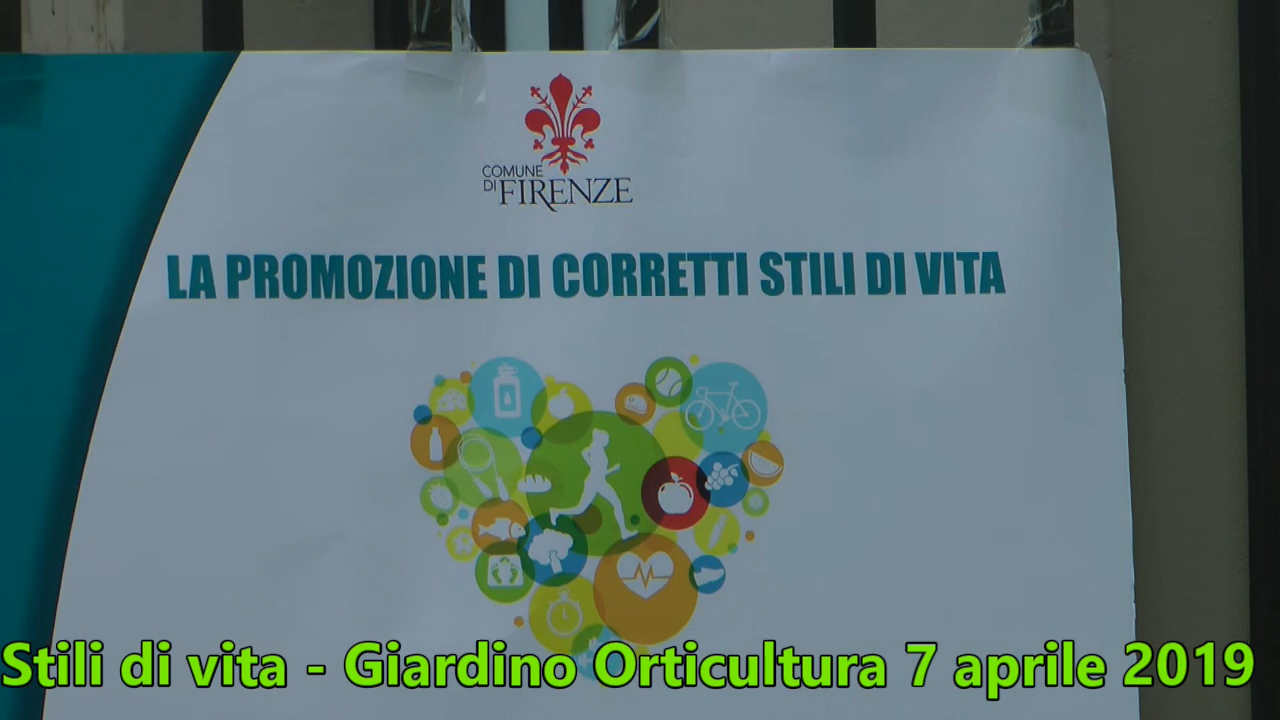 COMUNE
DI FIRENZE
LA PROMOZIONE DI CORRETTI STILI DI VITA
Stili di vita - Giardino Orticultura 7 aprile 2019